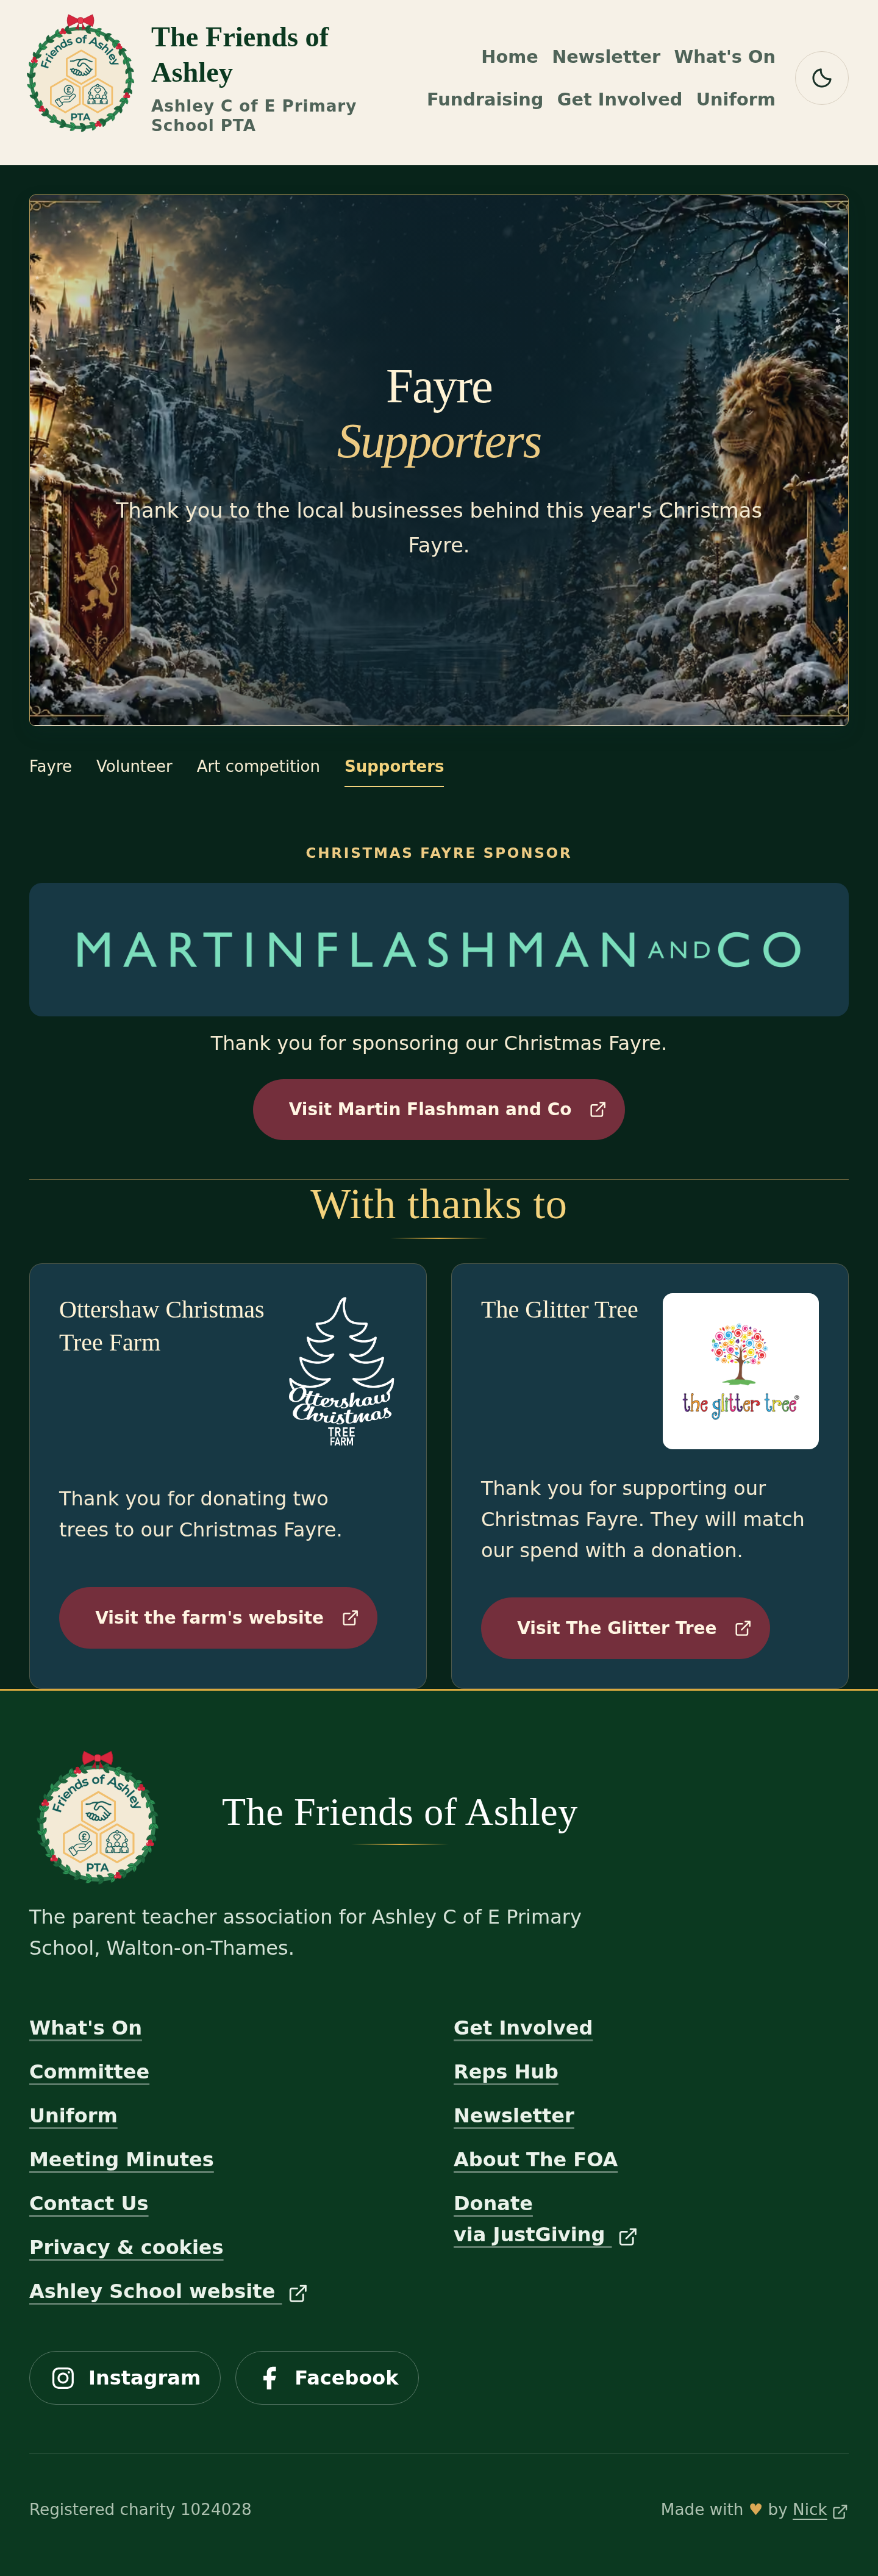 Friends of Ashley
PTA
The Friends of
Ashley
Ashley C of E Primary
School PTA
Home Newsletter What's On
Fundraising Get Involved Uniform
Fayre
Supporters
Thank you to the local businesses behind this year's Christmas
Fayre.
Fayre Volunteer Art competition Supporters
CHRISTMAS FAYRE SPONSOR
MARTINFLASHMANANDCO
Thank you for sponsoring our Christmas Fayre.
Visit Martin Flashman and Co
With thanks to
Ottershaw Christmas
Tree Farm
Ottershaw
Christmas
TREE
FARM
Thank you for donating two
trees to our Christmas Fayre.
Visit the farm's website
The Glitter Tree
the glitter tree®
Thank you for supporting our
Christmas Fayre. They will match
our spend with a donation.
Visit The Glitter Tree
Friends of Ashley
£
PTA
The Friends of Ashley
The parent teacher association for Ashley C of E Primary
School, Walton-on-Thames.
What's On
Committee
Uniform
Meeting Minutes
Contact Us
Privacy & cookies
Ashley School website
Get Involved
Reps Hub
Newsletter
About The FOA
Donate
via JustGiving
Instagram
Facebook
Registered charity 1024028
Made with ♥ by Nick